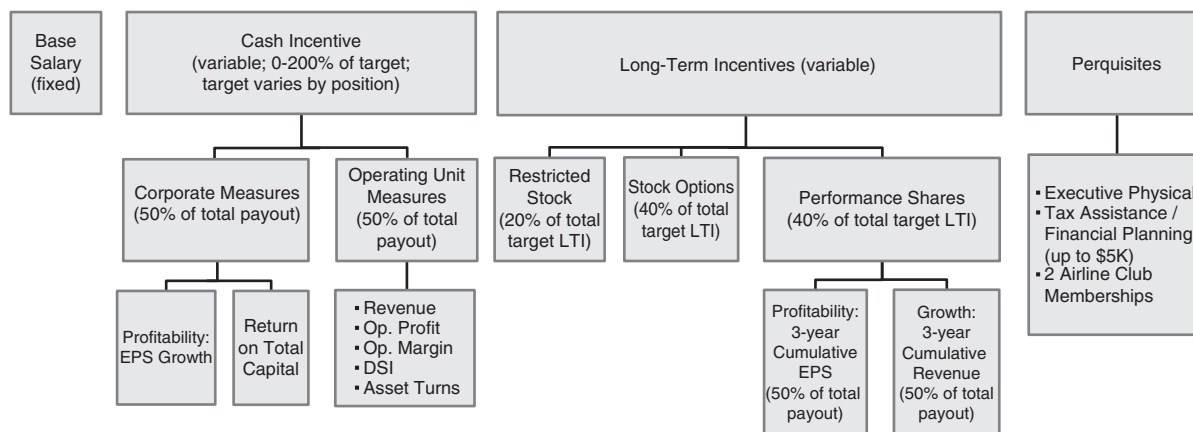 Base
Salary
(fixed)
Cash Incentive
(variable; 0-200% of target;
target varies by position)
Long-Term Incentives (variable)
Perquisites
Corporate Measures
(50% of total payout)
Operating Unit
Measures
(50% of total
payout)
Restricted
Stock
(20% of total
target LTI)
Stock Options
(40% of total
target LTI)
Performance Shares
(40% of total target LTI)
▪ Executive Physical
▪ Tax Assistance /
Financial Planning
(up to $5K)
▪ 2 Airline Club
Memberships
Profitability:
EPS Growth
Return
on Total
Capital
▪ Revenue
▪ Op. Profit
▪ Op. Margin
▪ DSI
▪ Asset Turns
Profitability:
3-year
Cumulative
EPS
(50% of total
payout)
Growth:
3-year
Cumulative
Revenue
(50% of total
payout)